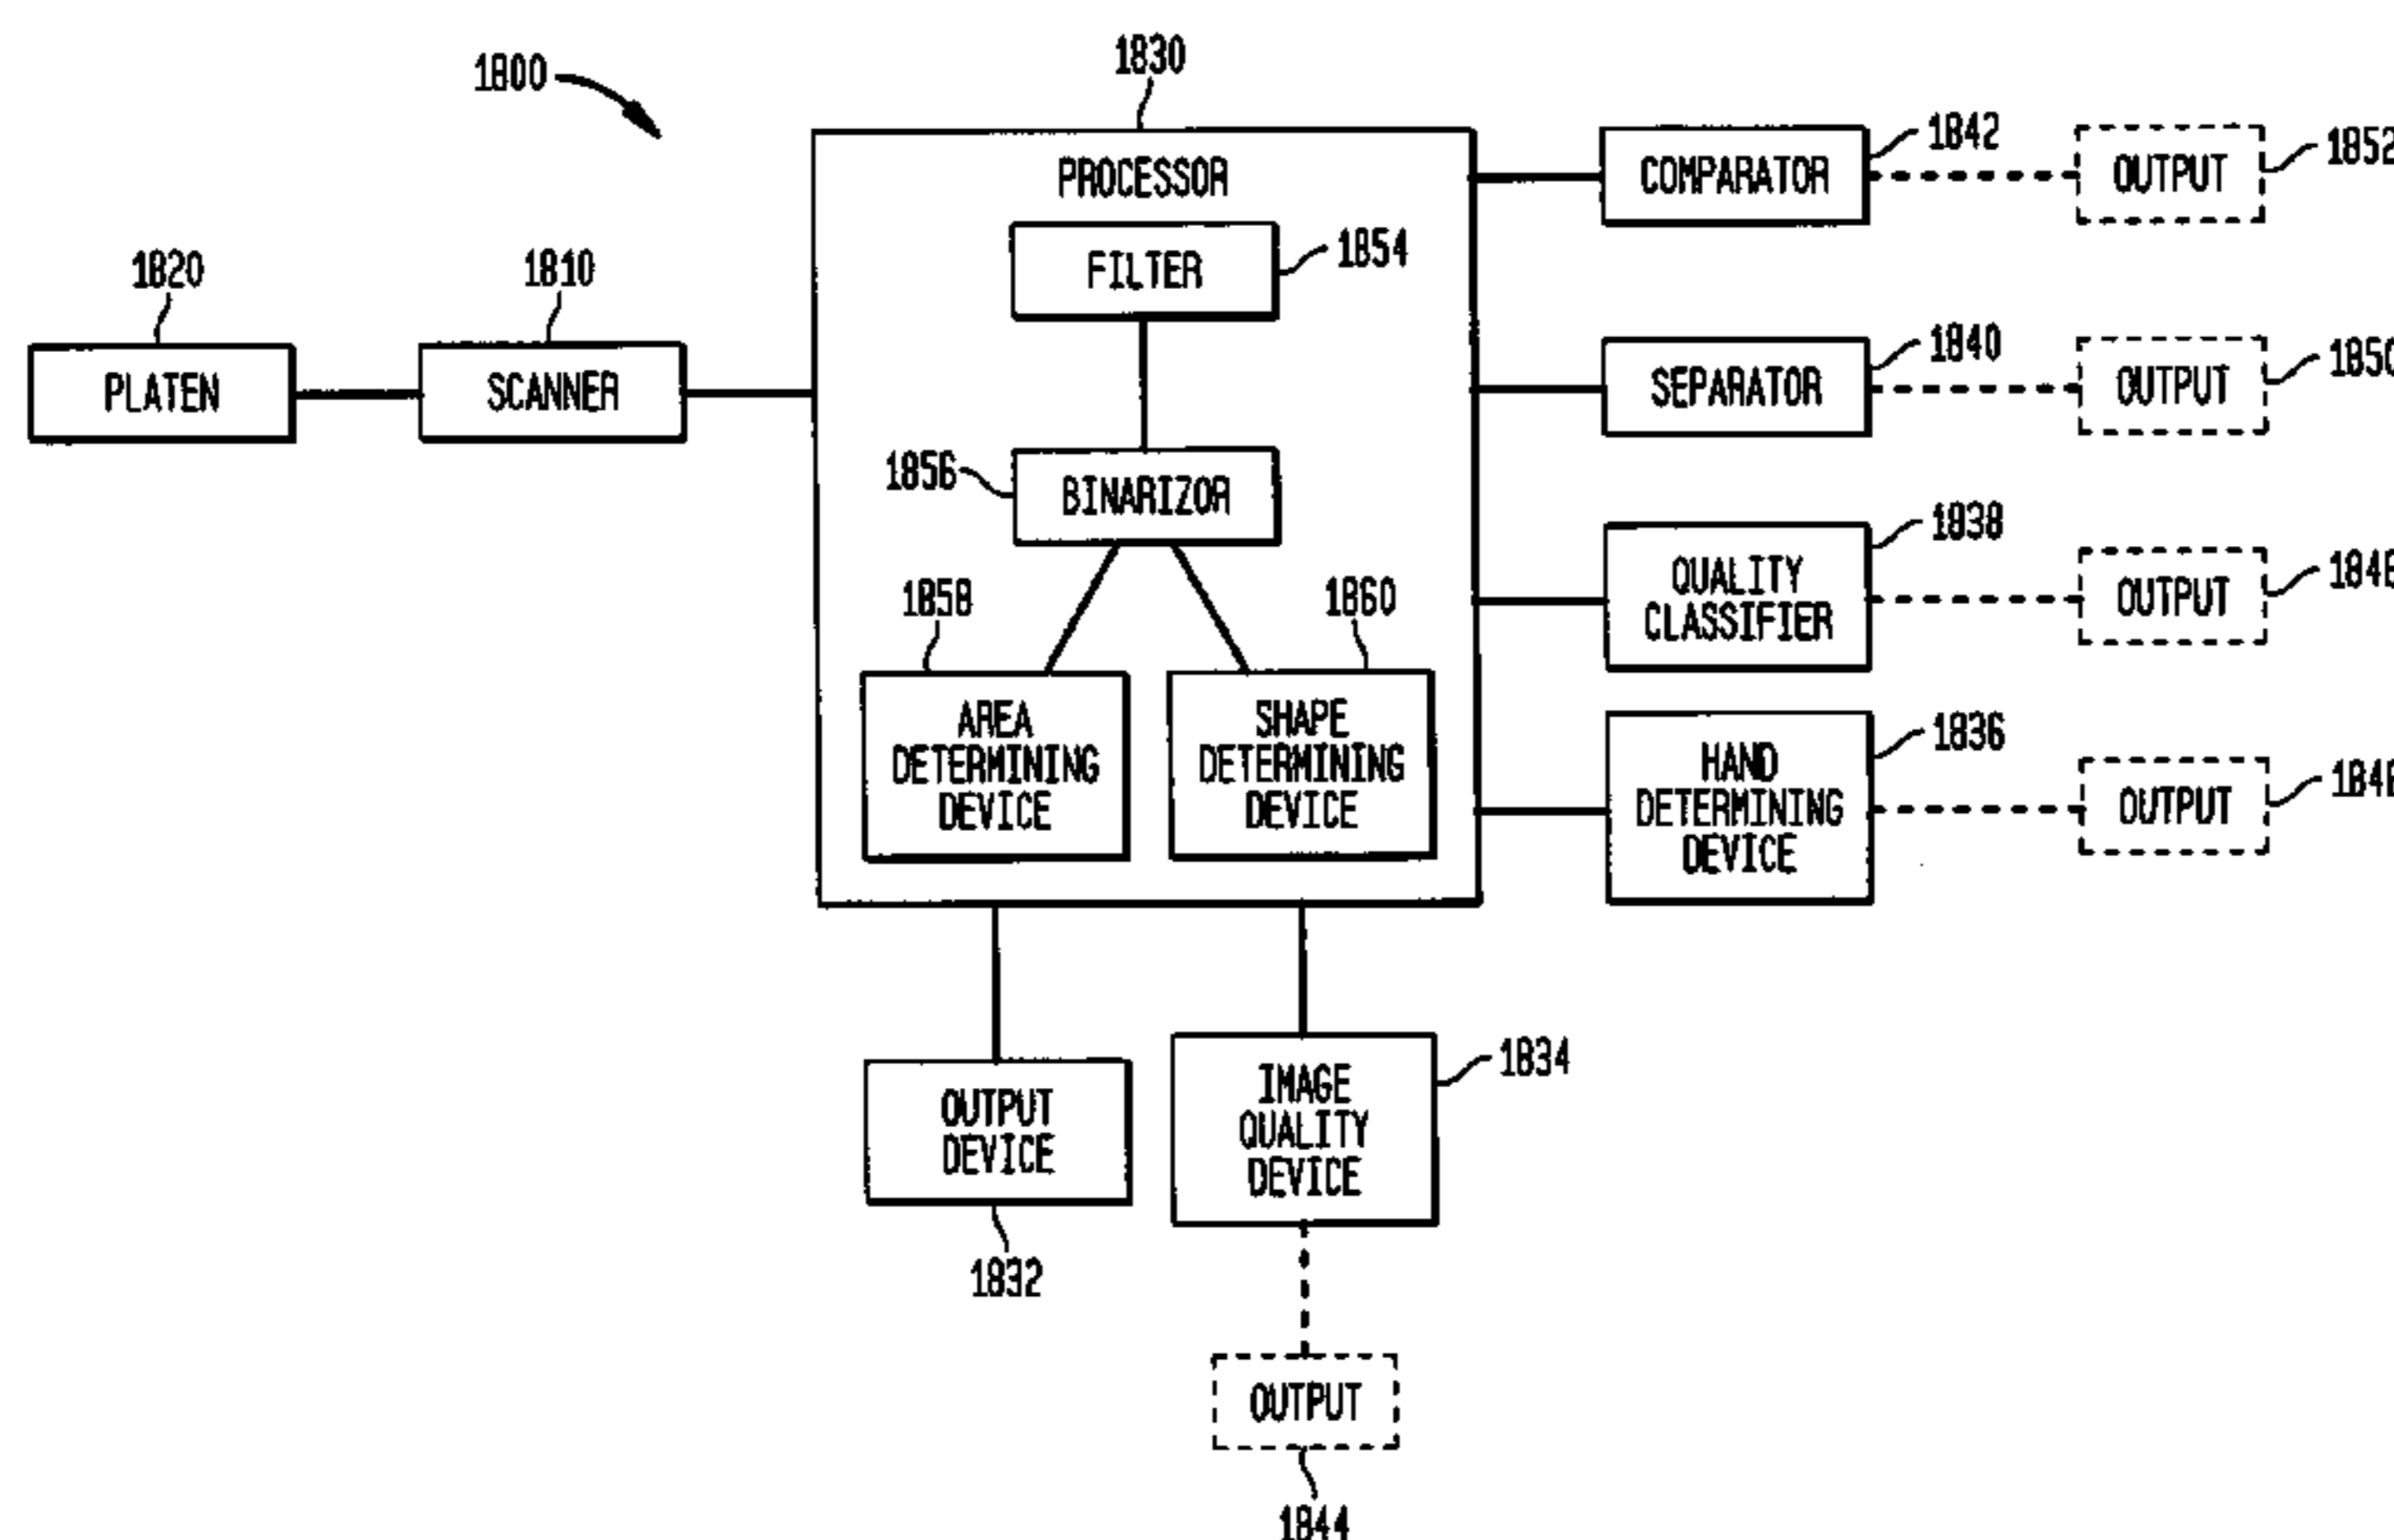 1800
1830
PROCESSOR
COMPARATOR
1842
OUTPUT
1852
FILTER
1854
1820
PLATEN
1810
SCANNER
SEPARATOR
1840
OUTPUT
1856
BINARIZOR
QUALITY
CLASSIFIER
1838
OUTPUT
1858
AREA
DETERMINING
DEVICE
1860
SHAPE
DETERMINING
DEVICE
HAND
DETERMINING
DEVICE
1836
OUTPUT
OUTPUT
DEVICE
1832
IMAGE
QUALITY
DEVICE
1834
OUTPUT
1844